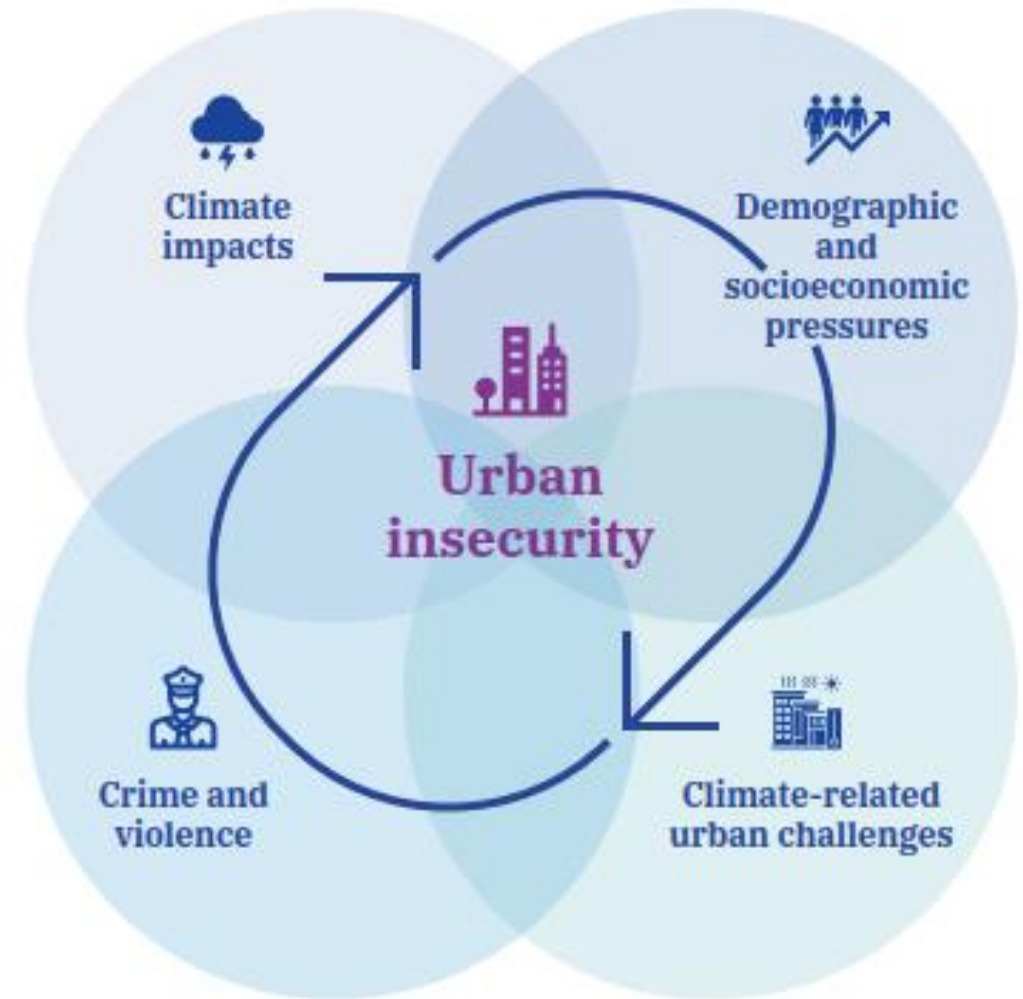 Climate
impacts
Demographic
and
socioeconomic
pressures
Urban
insecurity
Crime and
violence
Climate-related
urban challenges